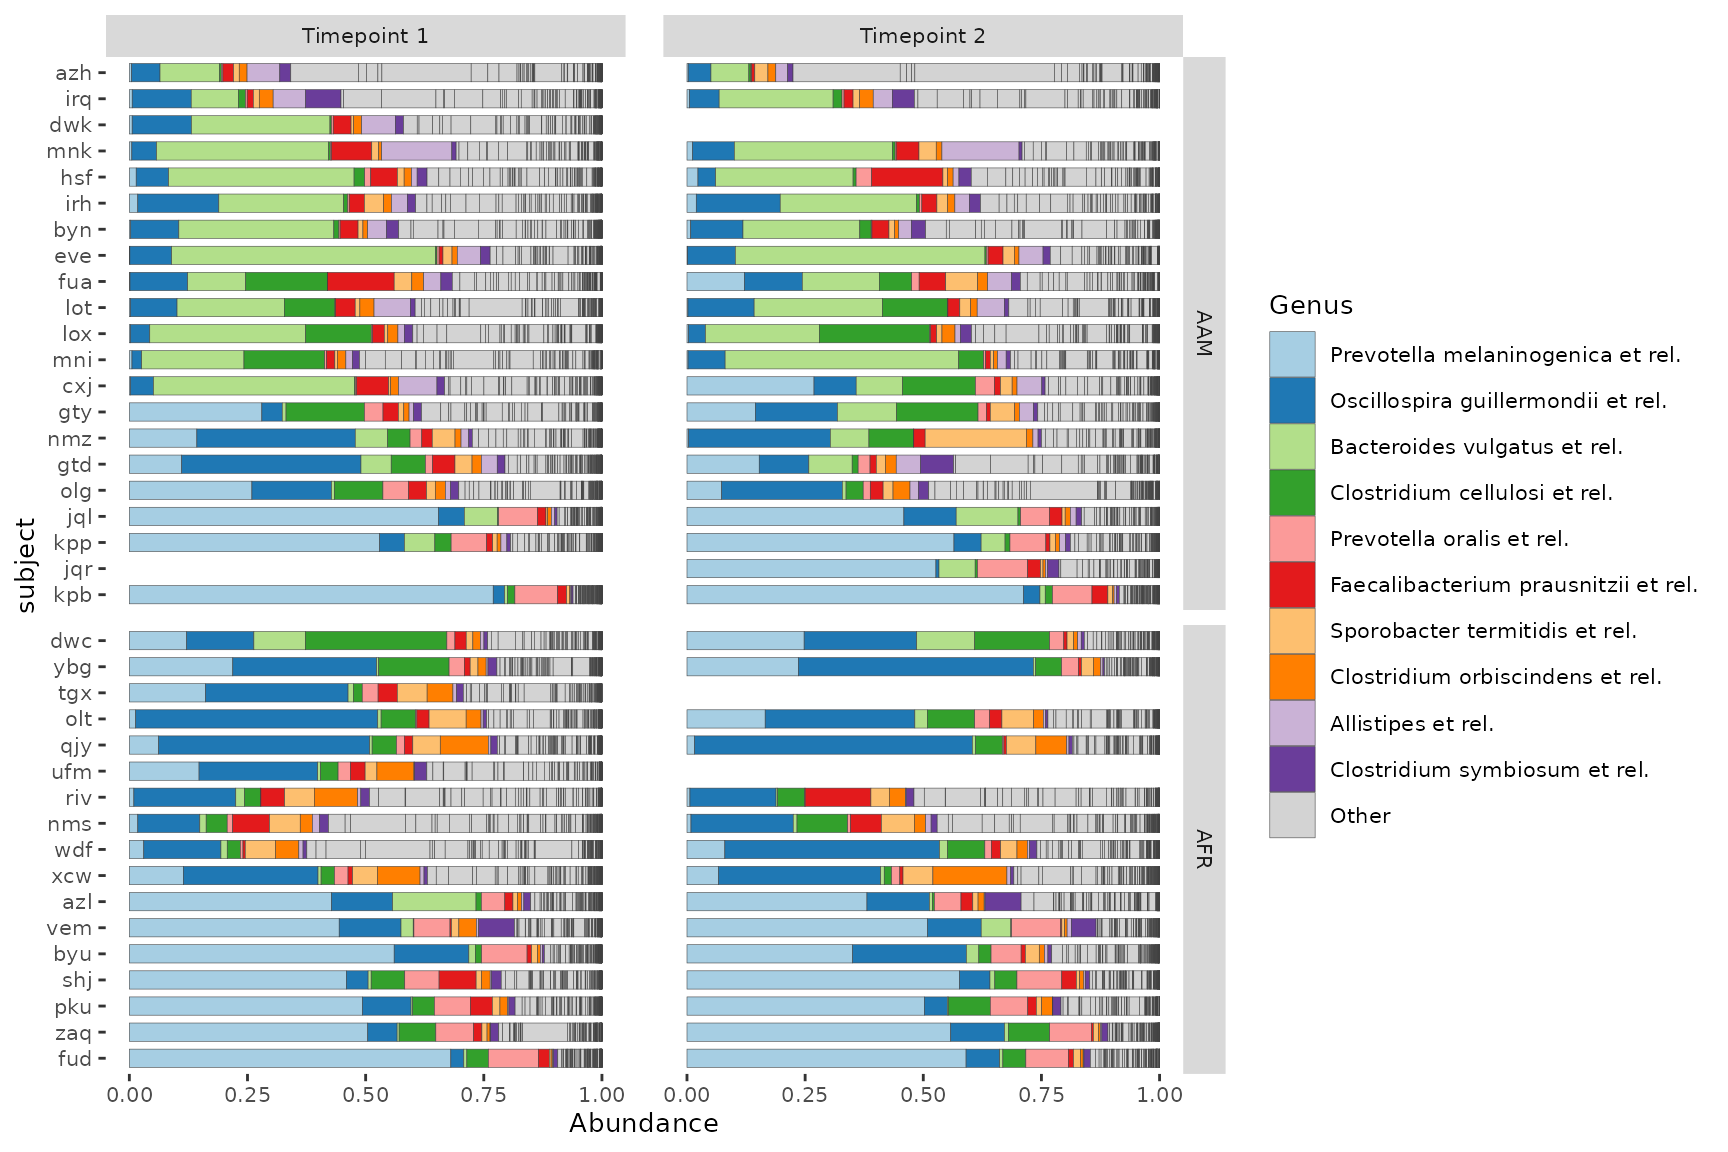 Timepoint 1
Timepoint 2
azh
irq
dwk
mnk
hsf
irh
byn
eve
fua
lot
lox
mni
cxj
gty
nmz
gtd
olg
jql
kpp
jqr
kpb
AAM
dwc
ybg
tgx
olt
qjy
ufm
riv
nms
wdf
xcw
azl
vem
byu
shj
pku
zaq
fud
AFR
subject
0.00 0.25 0.50 0.75 1.00
0.00 0.25 0.50 0.75 1.00
Abundance
Genus
Prevotella melaninogenica et rel.
Oscillospira guillermondii et rel.
Bacteroides vulgatus et rel.
Clostridium cellulosi et rel.
Prevotella oralis et rel.
Faecalibacterium prausnitzii et rel.
Sporobacter termitidis et rel.
Clostridium orbiscindens et rel.
Allistipes et rel.
Clostridium symbiosum et rel.
Other